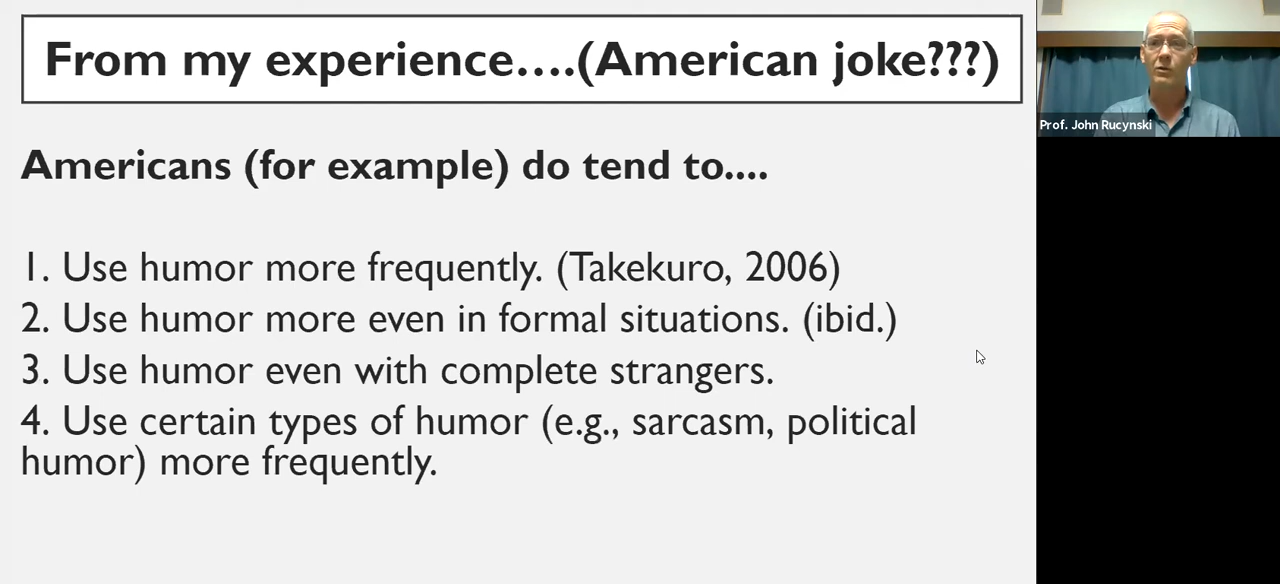 From my experience….(American joke???)
Prof. John Rucynski
Americans (for example) do tend to....
1. Use humor more frequently. (Takekuro, 2006)
2. Use humor more even in formal situations. (ibid.)
3. Use humor even with complete strangers.
4. Use certain types of humor (e.g., sarcasm, political
humor) more frequently.